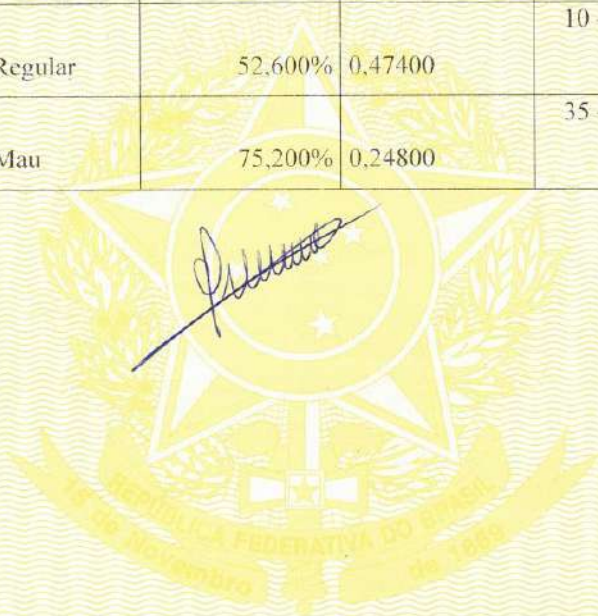 10
Regular 52,600% 0,47400
35
Mau 75,200% 0,24800
REPÚBLICA FEDERATIVA DO BRASIL
15 de Novembro de 1889